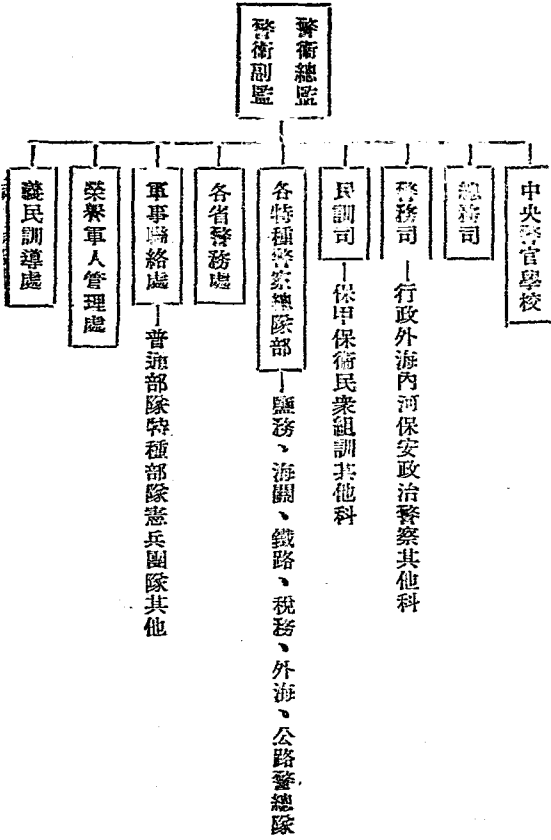 警衛總監
警衛副監
中央警官學校
總務司
警務司
行政外海內河保安政治警察其他科
民訓司
保甲保衛民衆組訓其他科
各特種警察總隊部
鹽務、海關、鐵路、稅務、外海、公路警總隊
各省警務處
軍事聯絡處
普通部隊特種部隊憲兵團隊其他
榮譽軍人管理處
義民訓導處